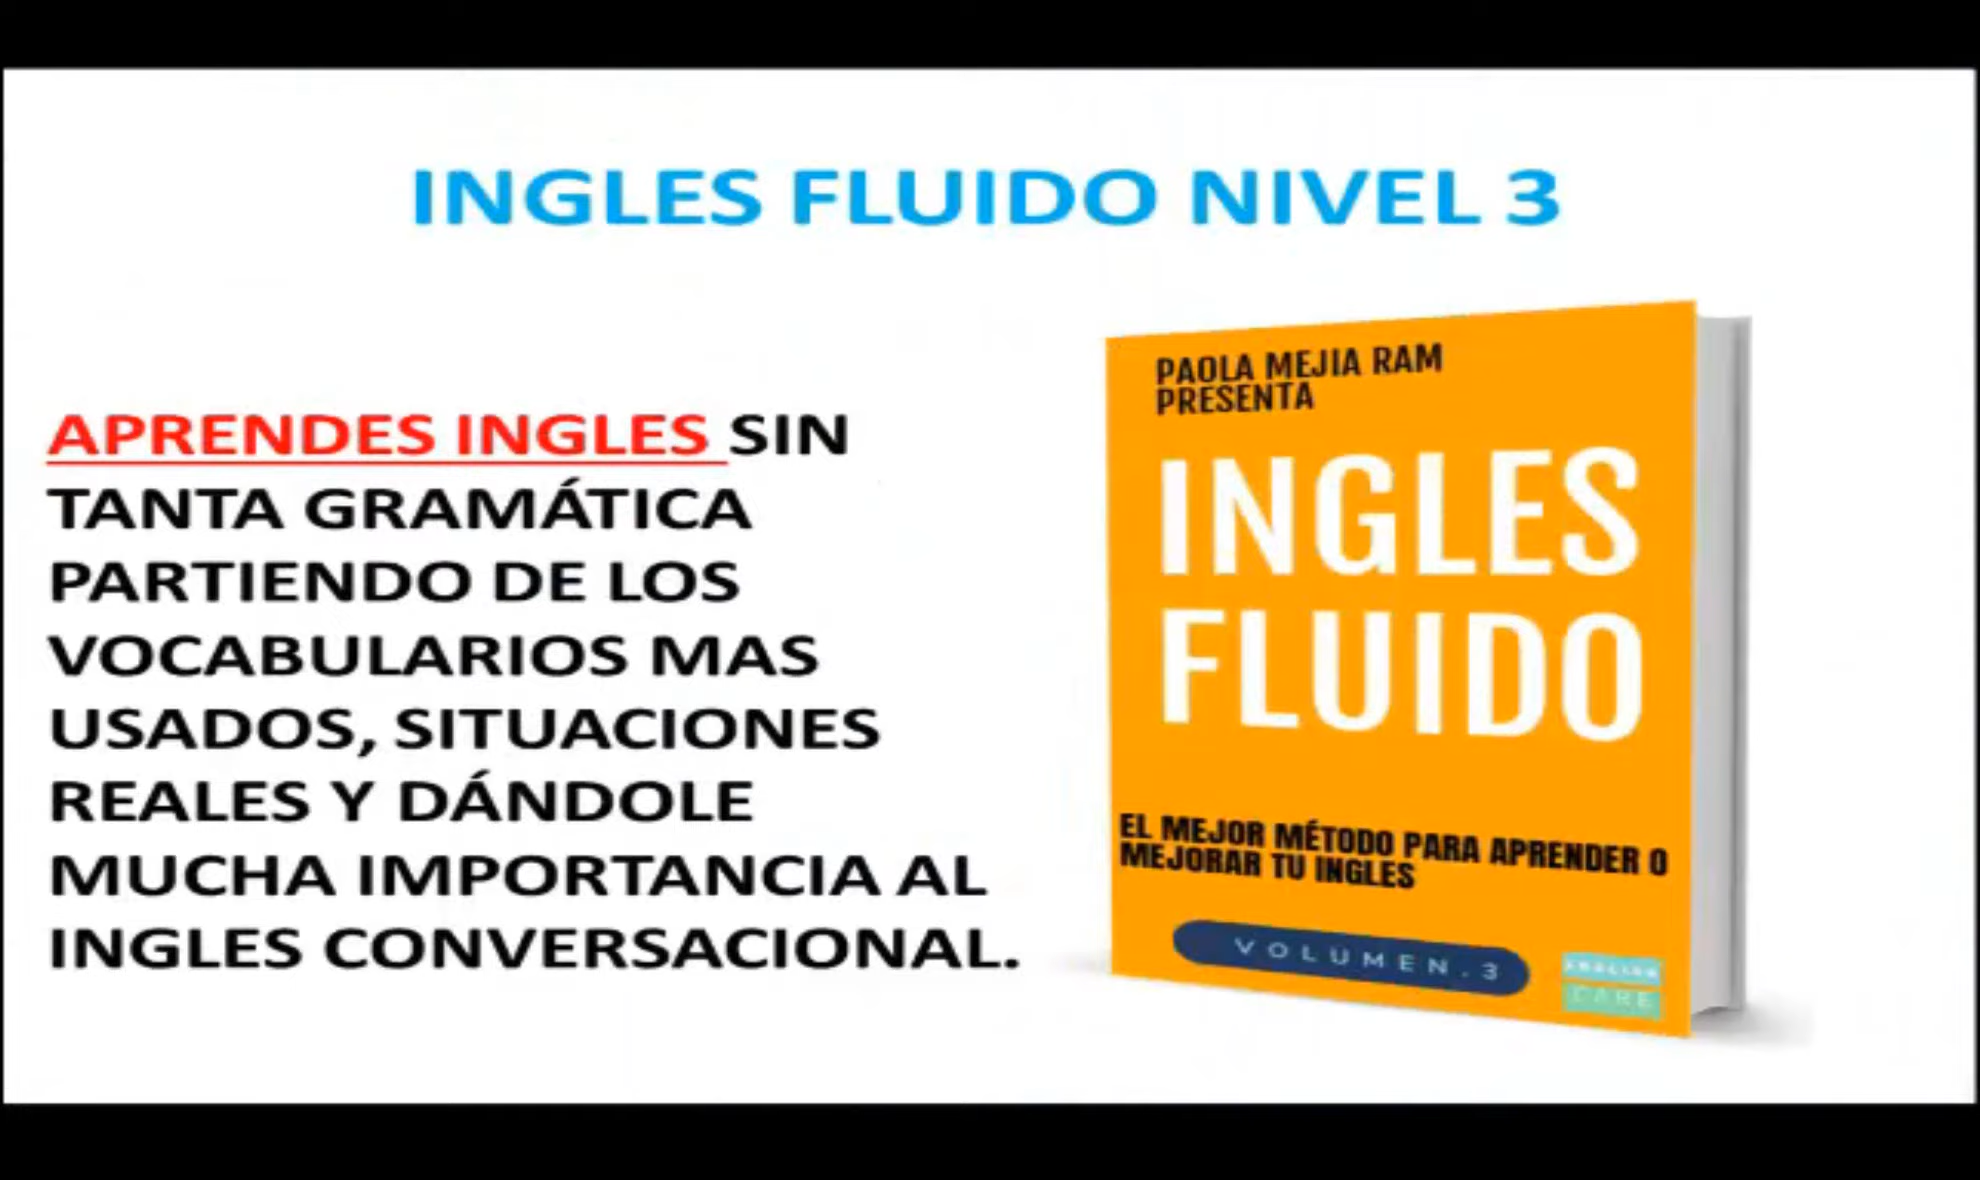 INGLES FLUIDO NIVEL 3
APRENDES INGLES SIN
TANTA GRAMÁTICA
PARTIENDO DE LOS
VOCABULARIOS MAS
USADOS, SITUACIONES
REALES Y DÁNDOLE
MUCHA IMPORTANCIA AL
INGLES CONVERSACIONAL.
PAOLA MEJIA RAM
PRESENTA
INGLES
FLUIDO
EL MEJOR MÉTODO PARA APRENDER O
MEJORAR TU INGLES
VOLUMEN.3
CARE